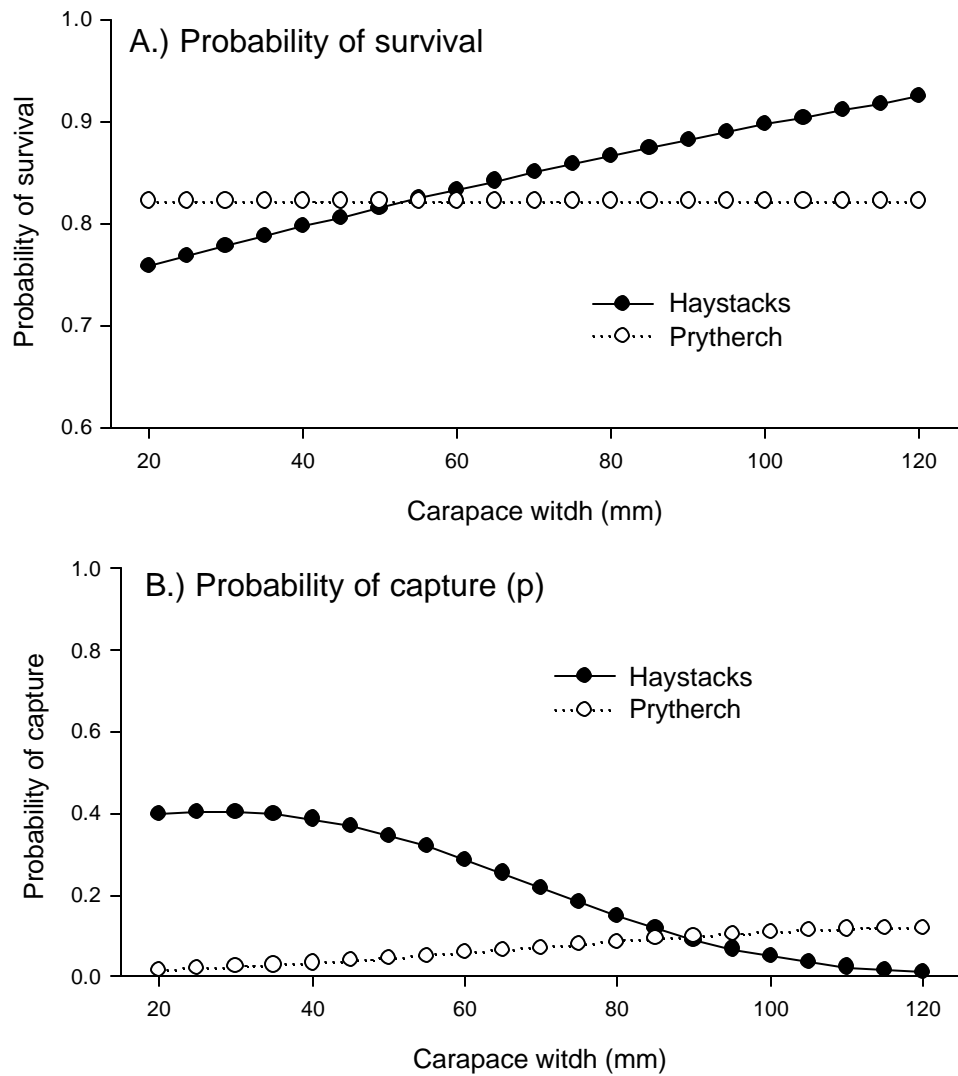 A.) Probability of survival
Probability of survival
1.0
0.9
0.8
0.7
0.6
Haystacks
Prytherch
20 40 60 80 100 120
Carapace witdh (mm)
B.) Probability of capture (p)
Probability of capture
1.0
0.8
0.6
0.4
0.2
0.0
Haystacks
Prytherch
20 40 60 80 100 120
Carapace witdh (mm)